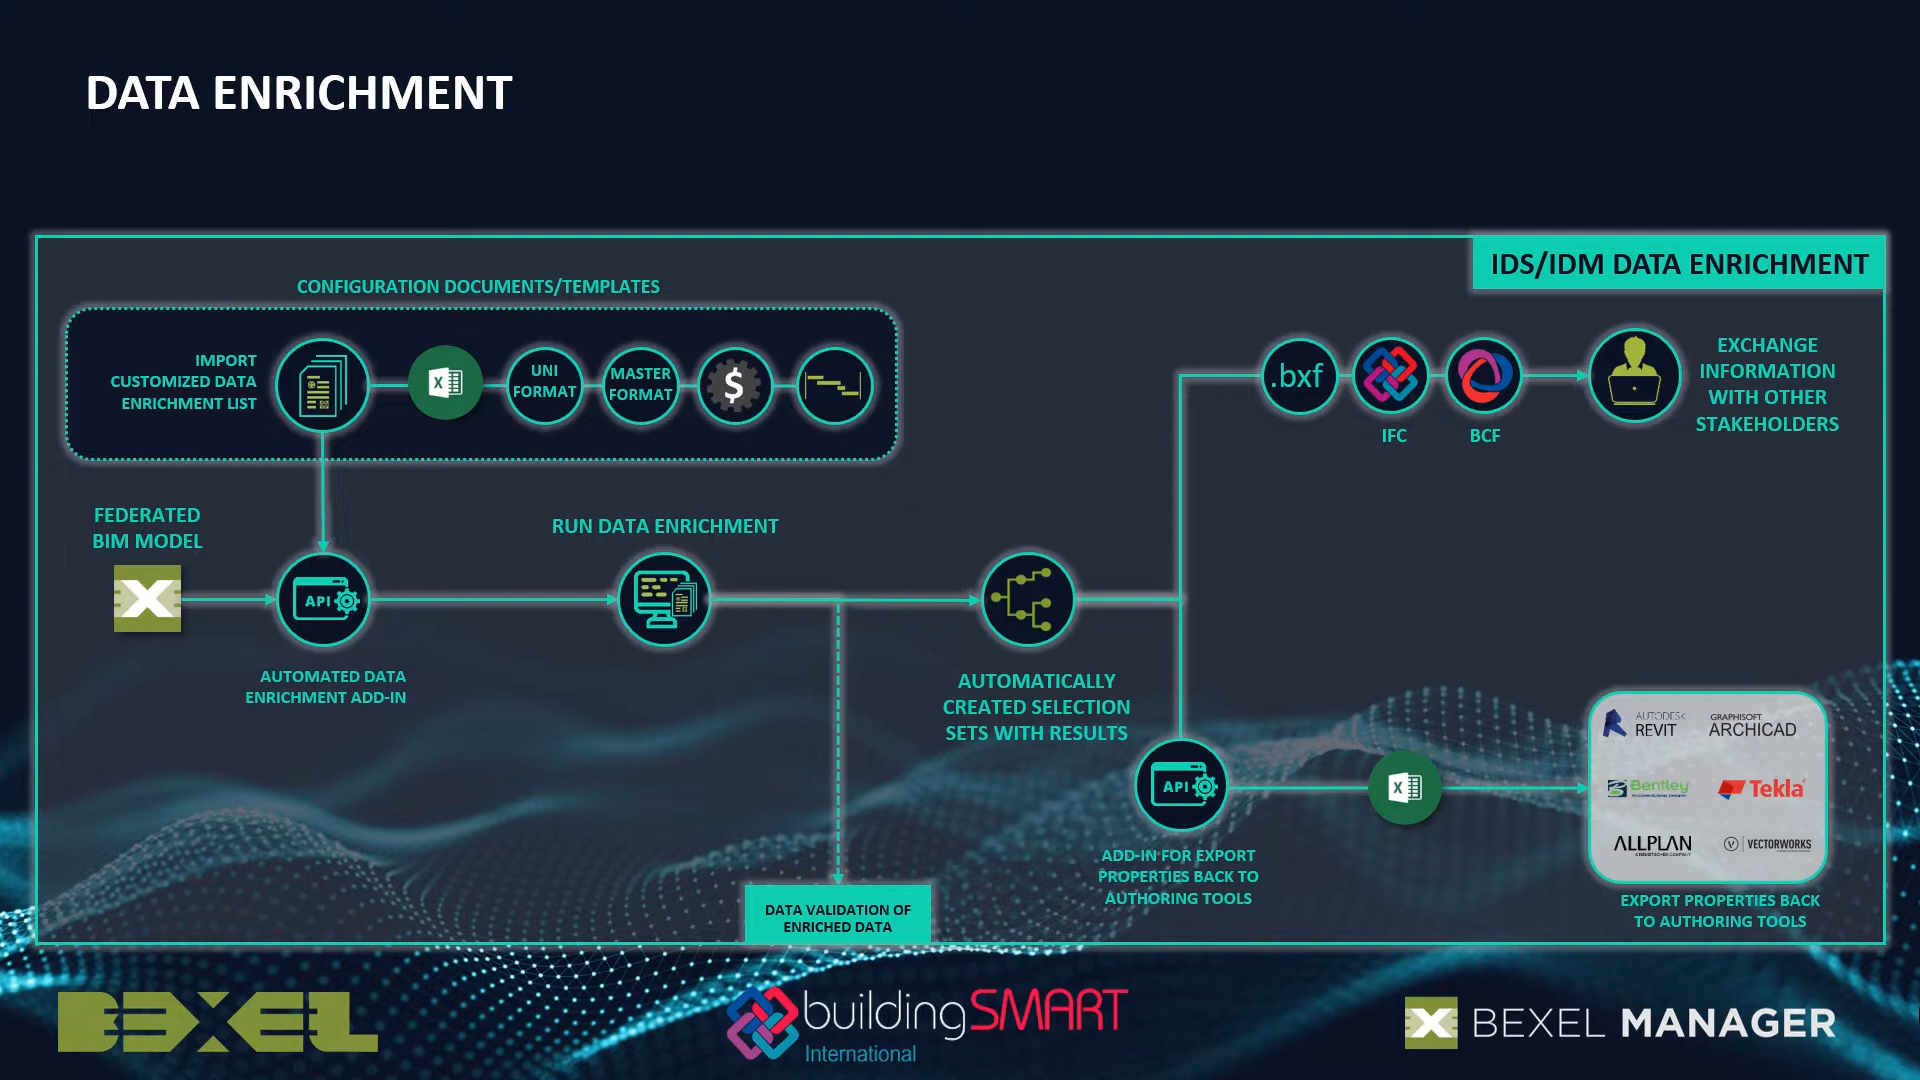 DATA ENRICHMENT
IDS/IDM DATA ENRICHMENT
CONFIGURATION DOCUMENTS/TEMPLATES
IMPORT
CUSTOMIZED DATA
ENRICHMENT LIST
X
UNI
FORMAT
MASTER
FORMAT
$
.bxf
IFC
BCF
EXCHANGE
INFORMATION
WITH OTHER
STAKEHOLDERS
FEDERATED
BIM MODEL
API
AUTOMATED DATA
ENRICHMENT ADD-IN
RUN DATA ENRICHMENT
AUTOMATICALLY
CREATED SELECTION
SETS WITH RESULTS
API
ADD-IN FOR EXPORT
PROPERTIES BACK TO
AUTHORING TOOLS
X
AUTODESK
REVIT
GRAPHISOFT
ARCHICAD
Bentley
Tekla
ALLPLAN
A NEMETSCHEK COMPANY
VECTORWORKS
EXPORT PROPERTIES BACK
TO AUTHORING TOOLS
DATA VALIDATION OF
ENRICHED DATA
BEXEL
buildingSMART
International
BEXEL MANAGER